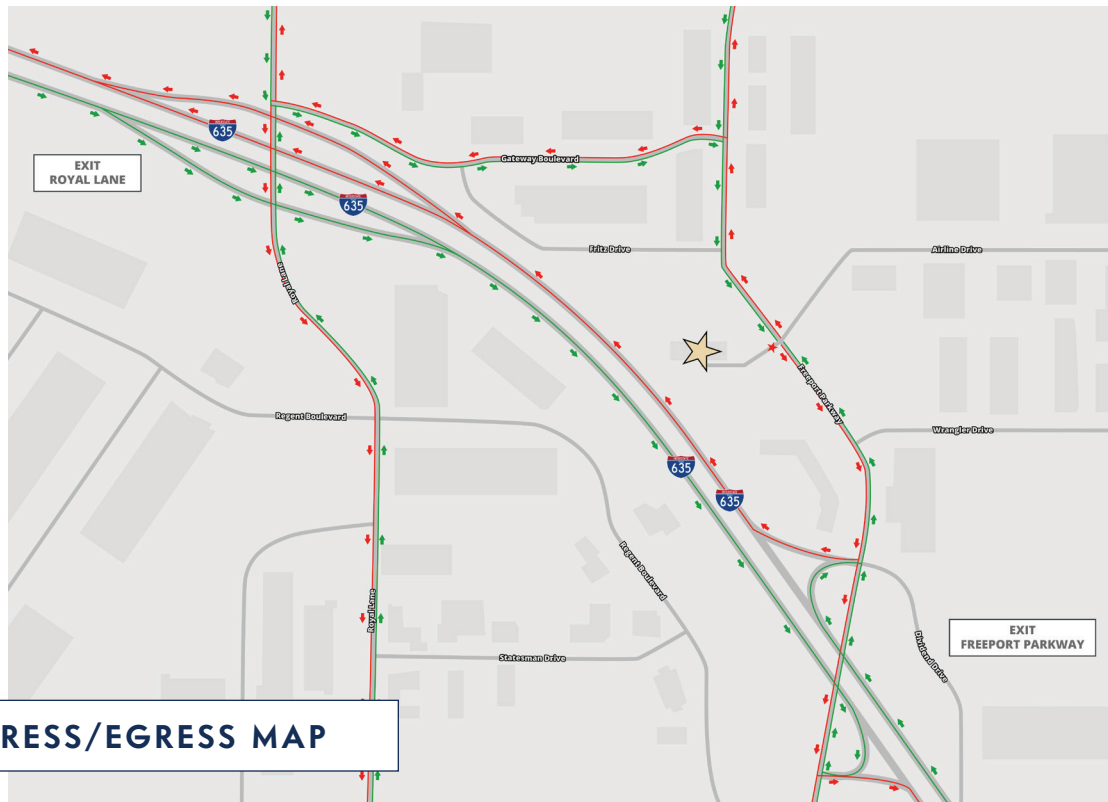 635
Gateway Boulevard
EXIT
ROYAL LANE
635
Fritz Drive
Airline Drive
Royal Lane
Freeport Parkway
Regent Boulevard
Wrangler Drive
635
635
Regent Boulevard
Royal Lane
EXIT
FREEPORT PARKWAY
Statesman Drive
Dividend Drive
RESS/EGRESS MAP